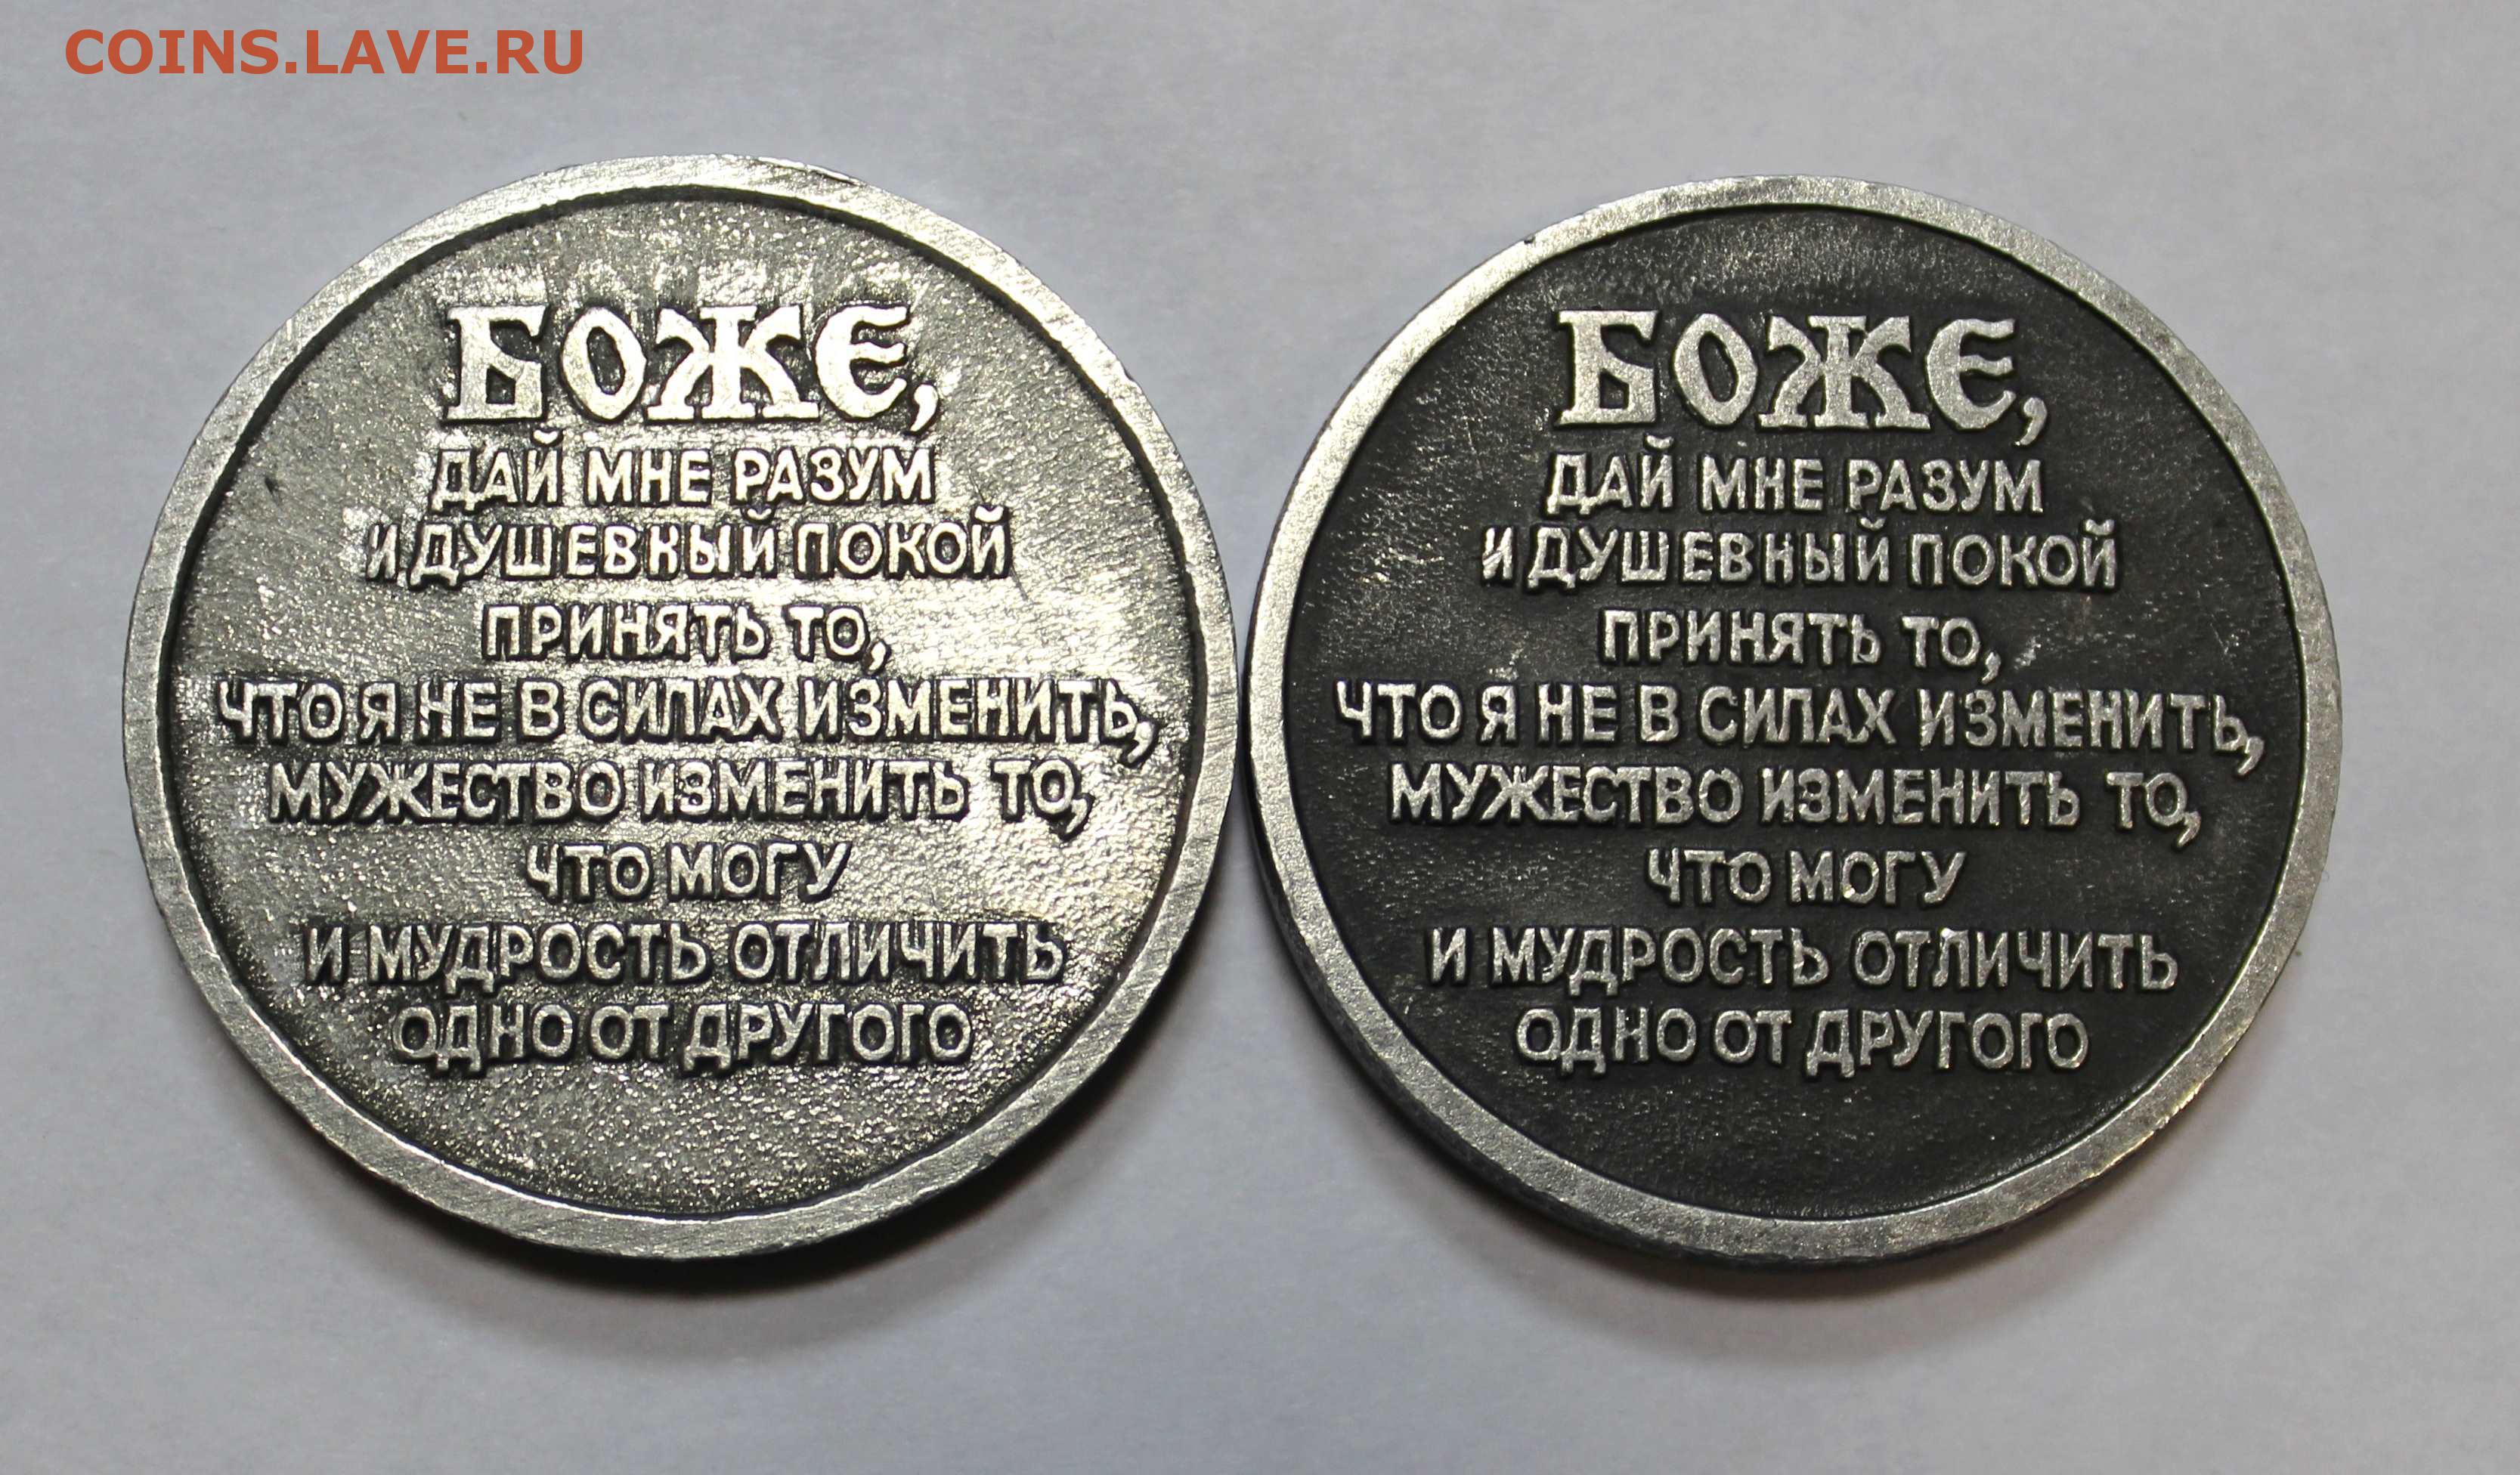 COINS.LAVE.RU
БОЖЕ,
ДАЙ МНЕ РАЗУМ
И ДУШЕВНЫЙ ПОКОЙ
ПРИНЯТЬ ТО,
ЧТО Я НЕ В СИЛАХ ИЗМЕНИТЬ,
МУЖЕСТВО ИЗМЕНИТЬ ТО,
ЧТО МОГУ
И МУДРОСТЬ ОТЛИЧИТЬ
ОДНО ОТ ДРУГОГО
БОЖЕ,
ДАЙ МНЕ РАЗУМ
И ДУШЕВНЫЙ ПОКОЙ
ПРИНЯТЬ ТО,
ЧТО Я НЕ В СИЛАХ ИЗМЕНИТЬ,
МУЖЕСТВО ИЗМЕНИТЬ ТО,
ЧТО МОГУ
И МУДРОСТЬ ОТЛИЧИТЬ
ОДНО ОТ ДРУГОГО